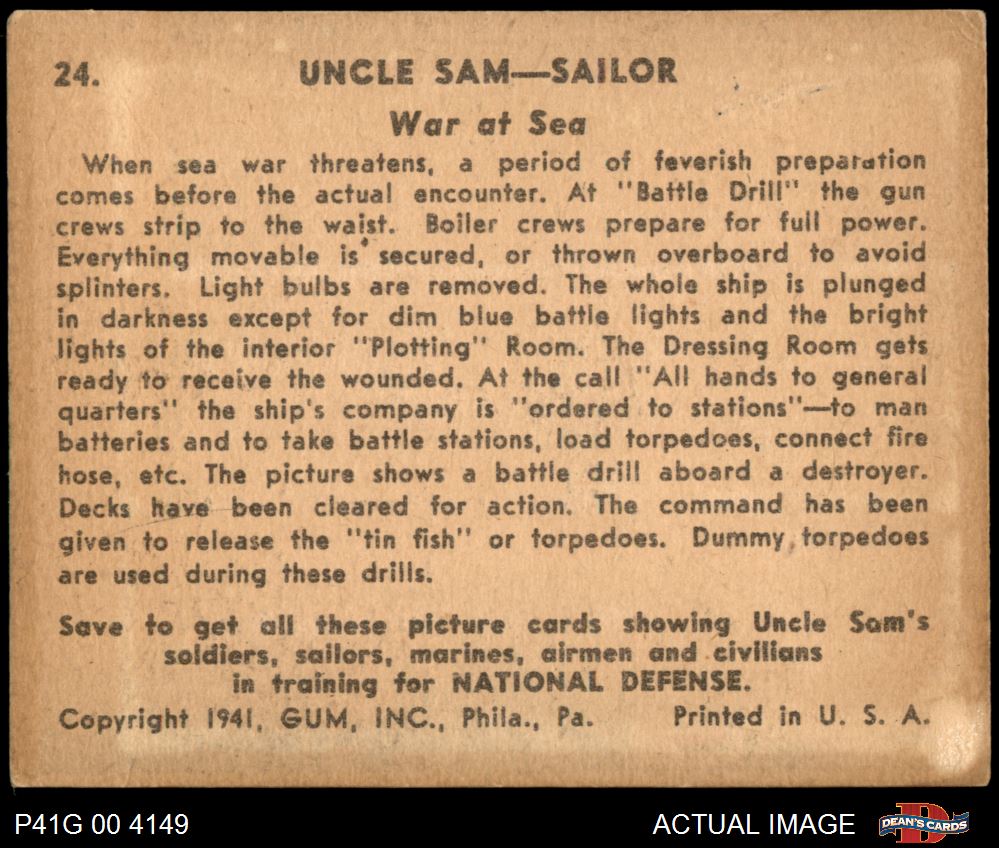 24. UNCLE SAM—SAILOR
War at Sea
When sea war threatens, a period of feverish preparation
comes before the actual encounter. At "Battle Drill" the gun
crews strip to the waist. Boiler crews prepare for full power.
Everything movable is secured, or thrown overboard to avoid
splinters. Light bulbs are removed. The whole ship is plunged
in darkness except for dim blue battle lights and the bright
lights of the interior "Plotting" Room. The Dressing Room gets
ready to receive the wounded. At the call "All hands to general
quarters" the ship's company is "ordered to stations"—to man
batteries and to take battle stations, load torpedoes, connect fire
hose, etc. The picture shows a battle drill aboard a destroyer.
Decks have been cleared for action. The command has been
given to release the "tin fish" or torpedoes. Dummy torpedoes
are used during these drills.
Save to get all these picture cards showing Uncle Sam's
soldiers, sailors, marines, airmen and civilians
in training for NATIONAL DEFENSE.
Copyright 1941, GUM, INC., Phila., Pa. Printed in U. S. A.
P41G 00 4149 ACTUAL IMAGE DEAN'S CARDS